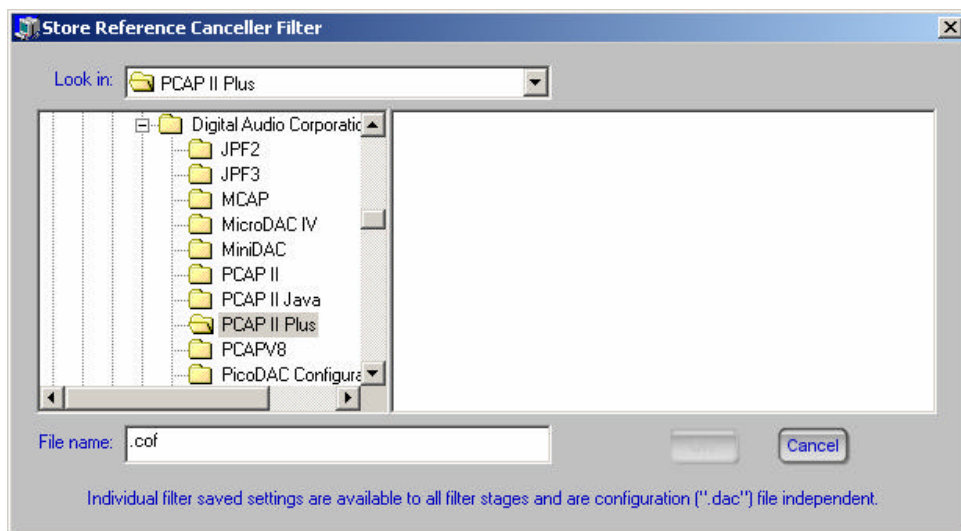 Store Reference Canceller Filter
Look in: PCAP II Plus
Digital Audio Corporatic
JPF2
JPF3
MCAP
MicroDAC IV
MiniDAC
PCAP II
PCAP II Java
PCAP II Plus
PCAPV8
PicoDAC Configura
File name: .cof
Cancel
Individual filter saved settings are available to all filter stages and are configuration (".dac") file independent.